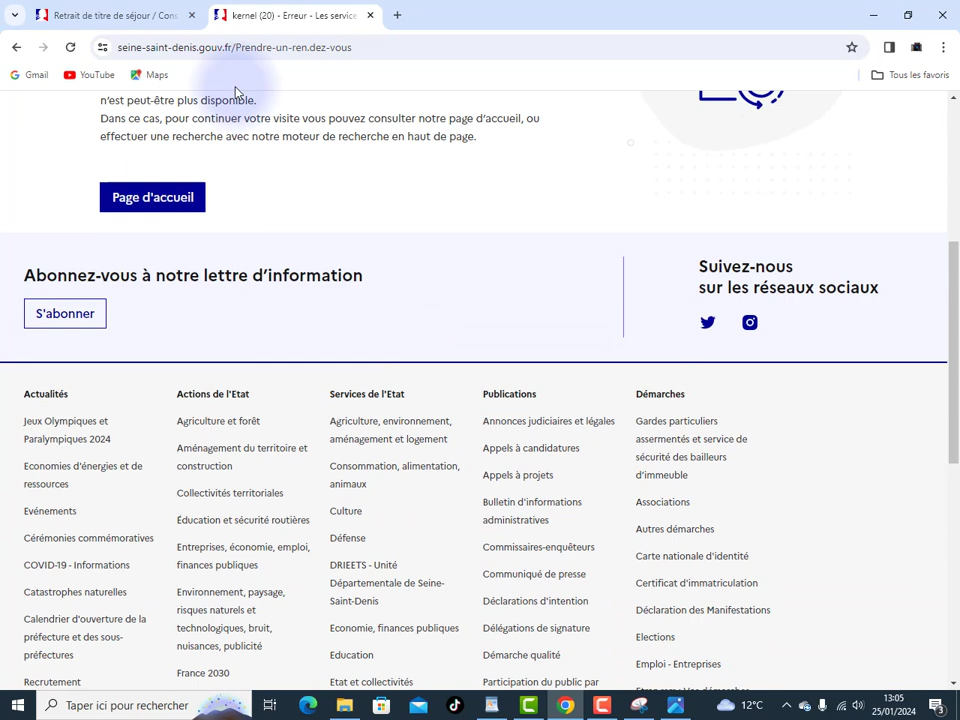 Retrait de titre de séjour / Cons
kernel (20) - Erreur - Les service
seine-saint-denis.gouv.fr/Prendre-un-ren.dez-vous
Gmail
YouTube
Maps
Tous les favoris
n'est peut-être plus disponible.
Dans ce cas, pour continuer votre visite vous pouvez consulter notre page d'accueil, ou
effectuer une recherche avec notre moteur de recherche en haut de page.
Page d'accueil
Abonnez-vous à notre lettre d'information
S'abonner
Suivez-nous
sur les réseaux sociaux
Actualités
Jeux Olympiques et
Paralympiques 2024
Economies d'énergies et de
ressources
Evénements
Cérémonies commémoratives
COVID-19 - Informations
Catastrophes naturelles
Calendrier d'ouverture de la
préfecture et des sous-
préfectures
Recrutement
Actions de l'Etat
Agriculture et forêt
Aménagement du territoire et
construction
Collectivités territoriales
Éducation et sécurité routières
Entreprises, économie, emploi,
finances publiques
Environnement, paysage,
risques naturels et
technologiques, bruit,
nuisances, publicité
France 2030
Services de l'Etat
Agriculture, environnement,
aménagement et logement
Consommation, alimentation,
animaux
Culture
Défense
DRIEETS - Unité
Départementale de Seine-
Saint-Denis
Economie, finances publiques
Education
Etat et collectivités
Publications
Annonces judiciaires et légales
Appels à candidatures
Appels à projets
Bulletin d'informations
administratives
Commissaires-enquêteurs
Communiqué de presse
Déclarations d'intention
Délégations de signature
Démarche qualité
Participation du public par
Démarches
Gardes particuliers
assermentés et service de
sécurité des bailleurs
d'immeuble
Associations
Autres démarches
Carte nationale d'identité
Certificat d'immatriculation
Déclaration des Manifestations
Elections
Emploi - Entreprises
Taper ici pour rechercher
12°C
13:05
25/01/2024
3